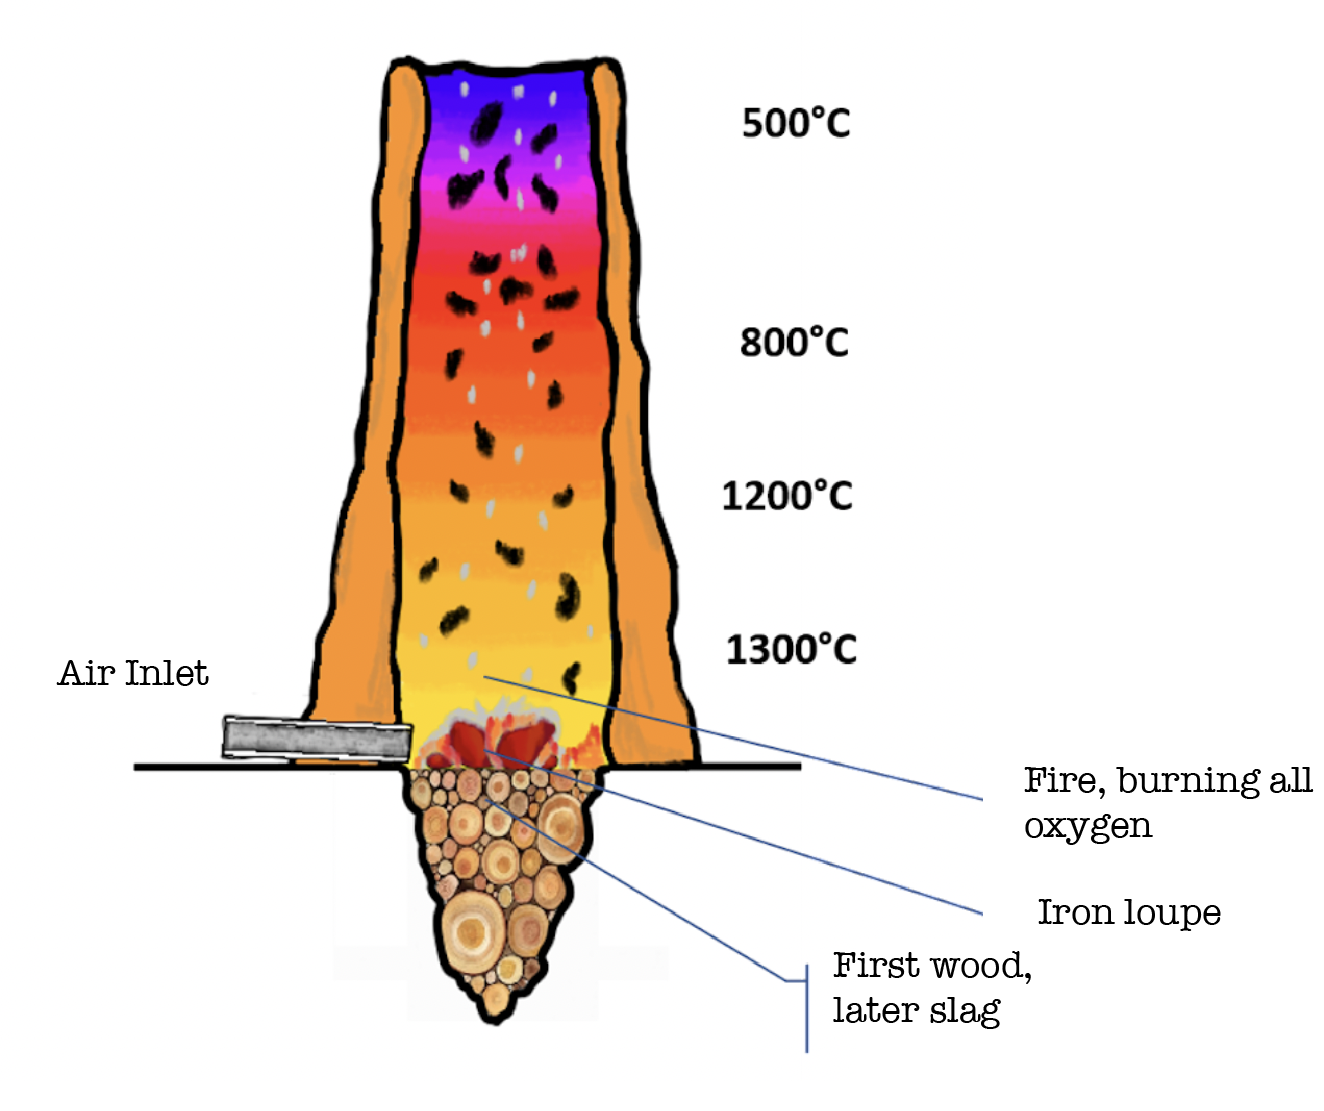 500°C
800°C
1200°C
1300°C
Air Inlet
Fire, burning all
oxygen
Iron loupe
First wood,
later slag